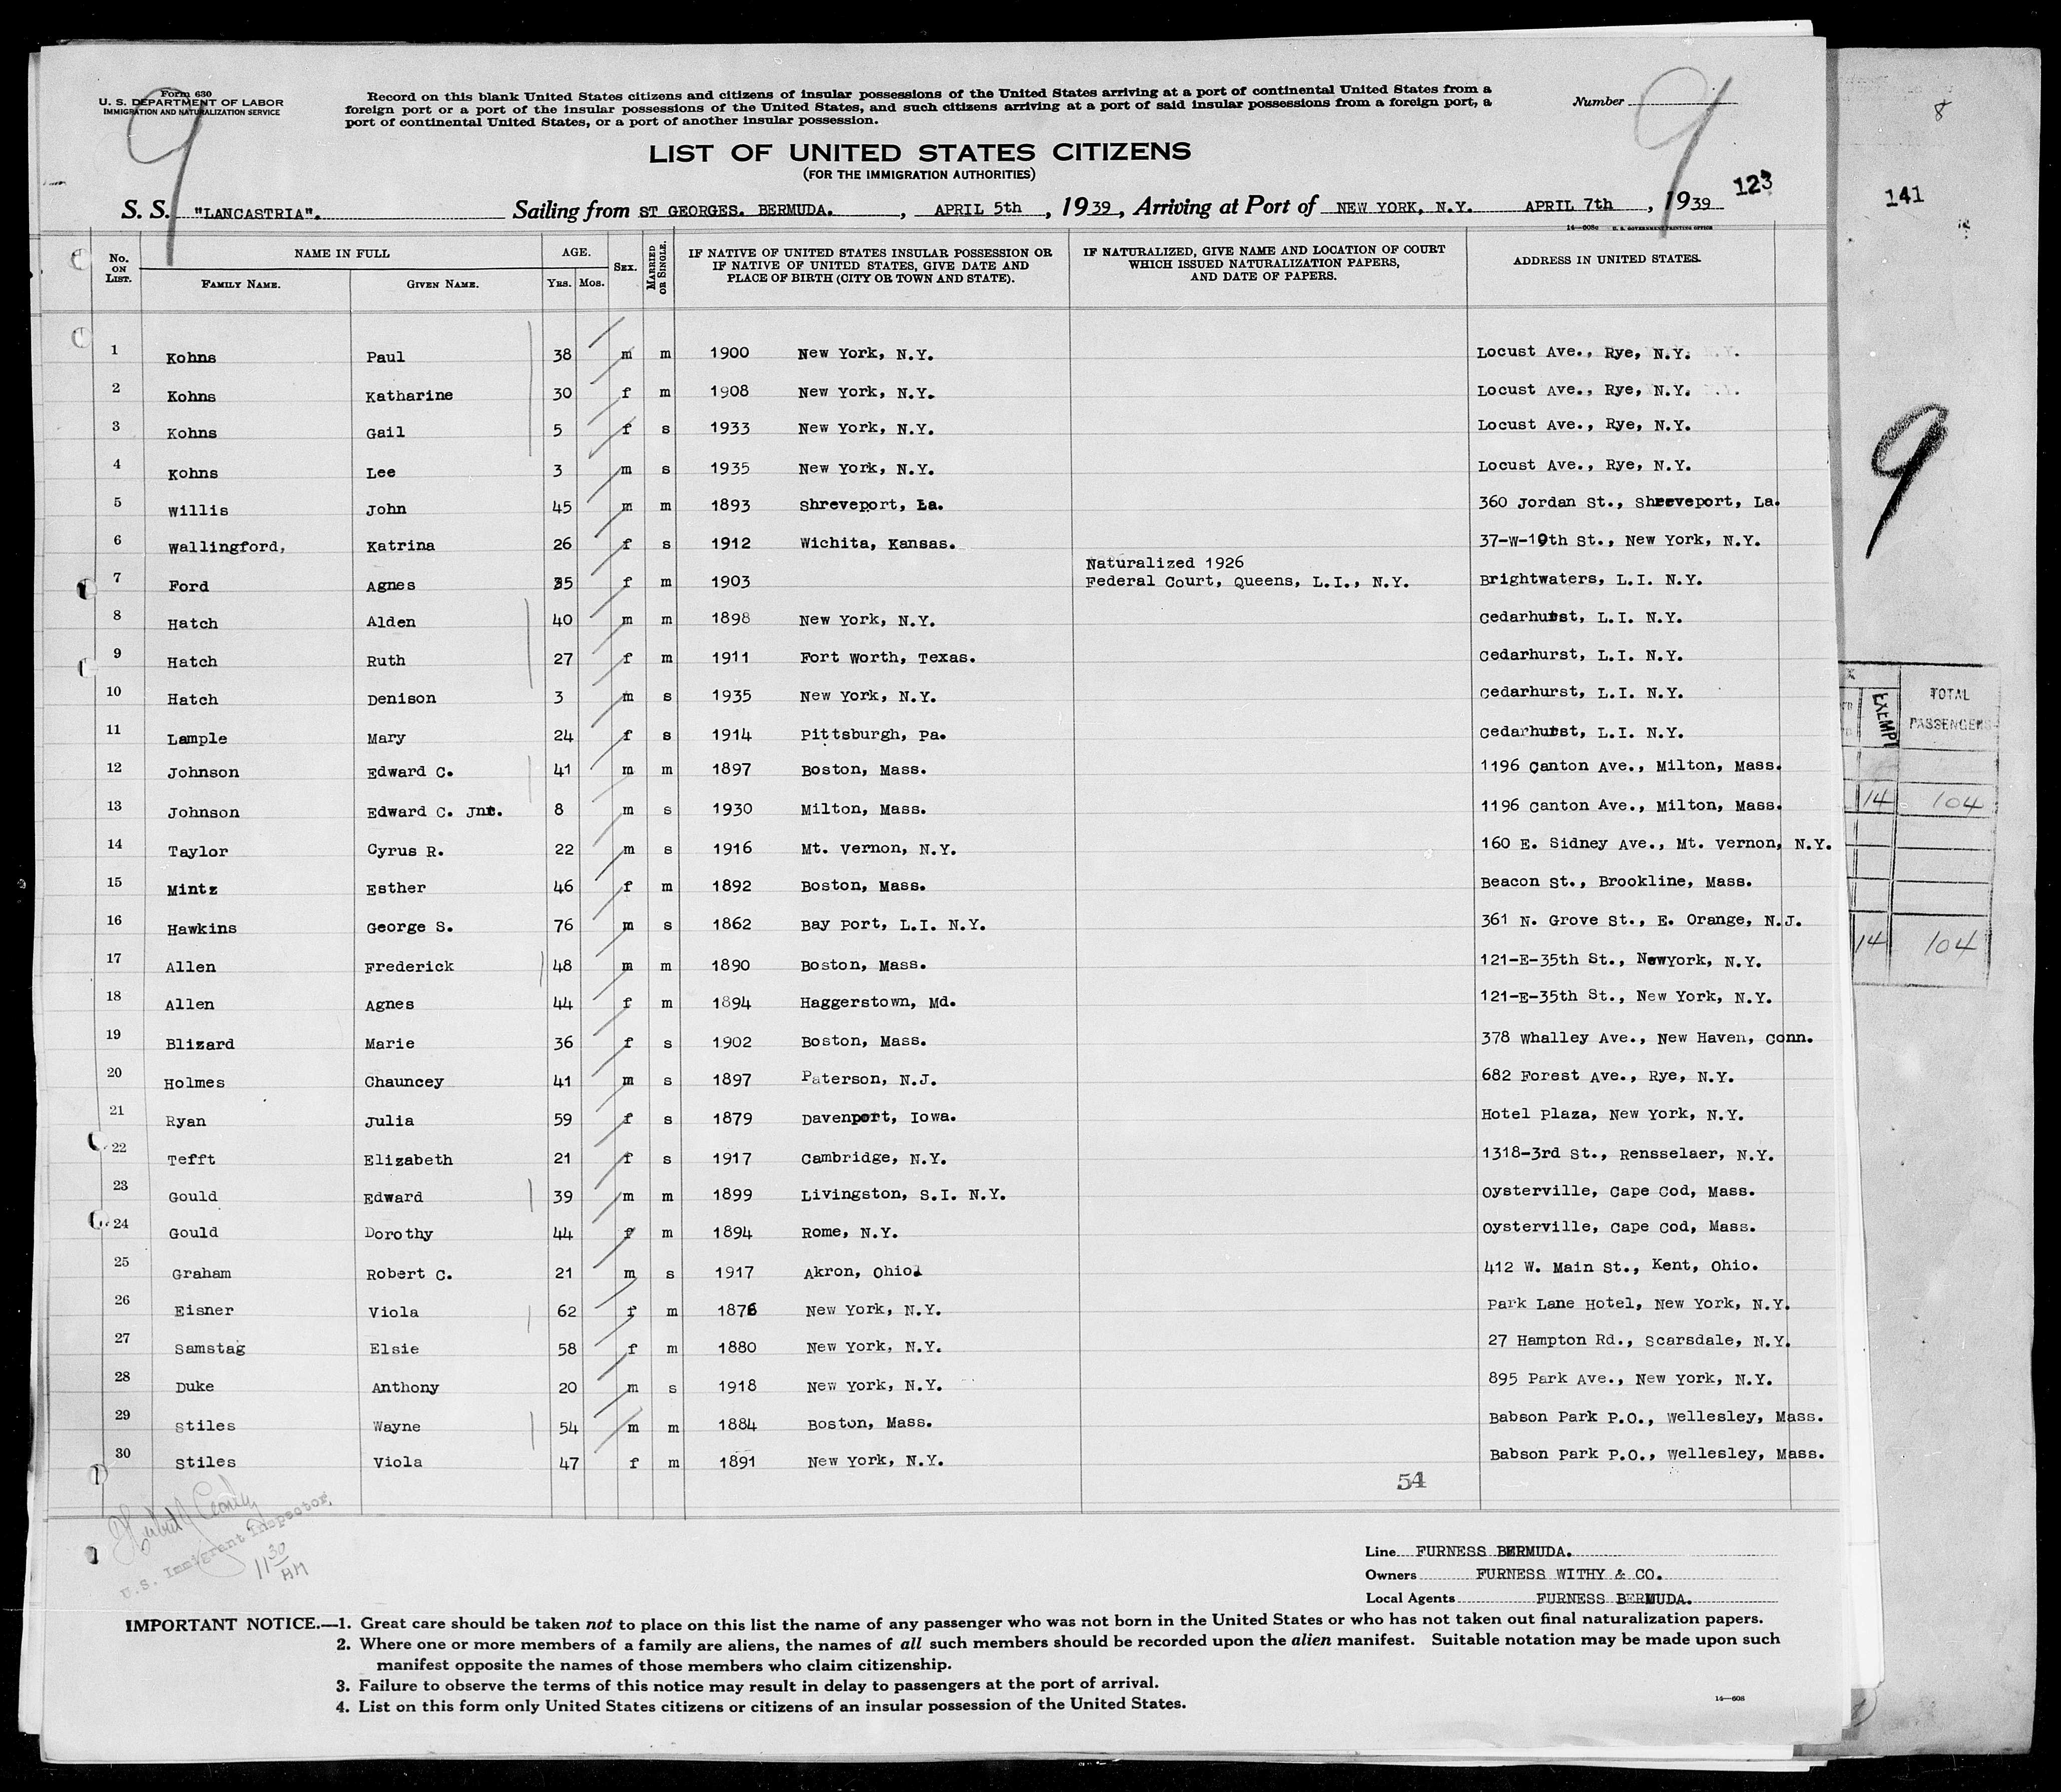 Form 630
U. S. DEPARTMENT OF LABOR
IMMIGRATION AND NATURALIZATION SERVICE
Record on this blank United States citizens and citizens of insular possessions of the United States arriving at a port of continental United States from a
foreign port or a port of the insular possessions of the United States, and such citizens arriving at a port of said insular possessions from a foreign port, a
port of continental United States, or a port of another insular possession.
Number
9
9
8
LIST OF UNITED STATES CITIZENS
(FOR THE IMMIGRATION AUTHORITIES)
123
141
S. S. "LANCASTRIA". Sailing from ST GEORGES. BERMUDA. , APRIL 5th , 1939, Arriving at Port of NEW YORK, N.Y. APRIL 7th , 1939
14—608c U. S. GOVERNMENT PRINTING OFFICE
No. ON LIST. NAME IN FULL AGE. SEX. MARRIED OR SINGLE. IF NATIVE OF UNITED STATES INSULAR POSSESSION OR IF NATIVE OF UNITED STATES, GIVE DATE AND PLACE OF BIRTH (CITY OR TOWN AND STATE). IF NATURALIZED, GIVE NAME AND LOCATION OF COURT WHICH ISSUED NATURALIZATION PAPERS, AND DATE OF PAPERS. ADDRESS IN UNITED STATES.
FAMILY NAME. GIVEN NAME. YRS. MOS.
1 Kohns Paul 38 m m 1900 New York, N.Y. Locust Ave., Rye, N.Y.
2 Kohns Katharine 30 f m 1908 New York, N.Y. Locust Ave., Rye, N.Y.
3 Kohns Gail 5 f s 1933 New York, N.Y. Locust Ave., Rye, N.Y.
4 Kohns Lee 3 m s 1935 New York, N.Y. Locust Ave., Rye, N.Y.
5 Willis John 45 m m 1893 Shreveport, La. 360 Jordan St., Shreveport, La.
6 Wallingford, Katrina 26 f s 1912 Wichita, Kansas. 37-W-19th St., New York, N.Y.
Naturalized 1926
7 Ford Agnes 35 f m 1903 Federal Court, Queens, L.I., N.Y. Brightwaters, L.I. N.Y.
8 Hatch Alden 40 m m 1898 New York, N.Y. Cedarhurst, L.I. N.Y.
9 Hatch Ruth 27 f m 1911 Fort Worth, Texas. Cedarhurst, L.I. N.Y.
10 Hatch Denison 3 m s 1935 New York, N.Y. Cedarhurst, L.I. N.Y.
11 Lample Mary 24 f s 1914 Pittsburgh, Pa. Cedarhurst, L.I. N.Y.
12 Johnson Edward C. 41 m m 1897 Boston, Mass. 1196 Canton Ave., Milton, Mass.
13 Johnson Edward C. Jnr. 8 m s 1930 Milton, Mass. 1196 Canton Ave., Milton, Mass.
14 Taylor Cyrus R. 22 m s 1916 Mt. Vernon, N.Y. 160 E. Sidney Ave., Mt. Vernon, N.Y.
15 Mintz Esther 46 f m 1892 Boston, Mass. Beacon St., Brookline, Mass.
16 Hawkins George S. 76 m s 1862 Bay Port, L.I. N.Y. 361 N. Grove St., E. Orange, N.J.
17 Allen Frederick 48 m m 1890 Boston, Mass. 121-E-35th St., Newyork, N.Y.
18 Allen Agnes 44 f m 1894 Haggerstown, Md. 121-E-35th St., New York, N.Y.
19 Blizard Marie 36 f s 1902 Boston, Mass. 378 Whalley Ave., New Haven, Conn.
20 Holmes Chauncey 41 m s 1897 Paterson, N.J. 682 Forest Ave., Rye, N.Y.
21 Ryan Julia 59 f s 1879 Davenport, Iowa. Hotel Plaza, New York, N.Y.
22 Tefft Elizabeth 21 f s 1917 Cambridge, N.Y. 1318-3rd St., Rensselaer, N.Y.
23 Gould Edward 39 m m 1899 Livingston, S.I. N.Y. Oysterville, Cape Cod, Mass.
24 Gould Dorothy 44 f m 1894 Rome, N.Y. Oysterville, Cape Cod, Mass.
25 Graham Robert C. 21 m s 1917 Akron, Ohio. 412 W. Main St., Kent, Ohio.
26 Eisner Viola 62 f m 1876 New York, N.Y. Park Lane Hotel, New York, N.Y.
27 Samstag Elsie 58 f m 1880 New York, N.Y. 27 Hampton Rd., Scarsdale, N.Y.
28 Duke Anthony 20 m s 1918 New York, N.Y. 895 Park Ave., New York, N.Y.
29 Stiles Wayne 54 m m 1884 Boston, Mass. Babson Park P.O., Wellesley, Mass.
30 Stiles Viola 47 f m 1891 New York, N.Y. Babson Park P.O., Wellesley, Mass.
54
U.S. Immigrant Inspector.
11 30 AM
Line FURNESS BERMUDA.
Owners FURNESS WITHY & CO.
Local Agents FURNESS BERMUDA.
IMPORTANT NOTICE.—1. Great care should be taken not to place on this list the name of any passenger who was not born in the United States or who has not taken out final naturalization papers.
2. Where one or more members of a family are aliens, the names of all such members should be recorded upon the alien manifest. Suitable notation may be made upon such
manifest opposite the names of those members who claim citizenship.
3. Failure to observe the terms of this notice may result in delay to passengers at the port of arrival.
4. List on this form only United States citizens or citizens of an insular possession of the United States.
14—608
9
EXEMPT TOTAL PASSENGERS
14 104
14 104